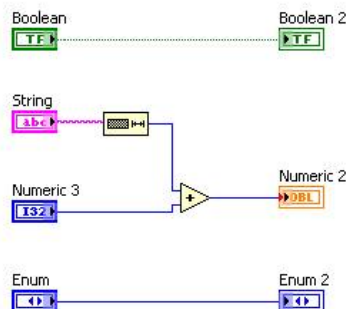 Boolean
Boolean 2
TF
TF
String
abc
Numeric 3
Numeric 2
I32
DBL
Enum
Enum 2